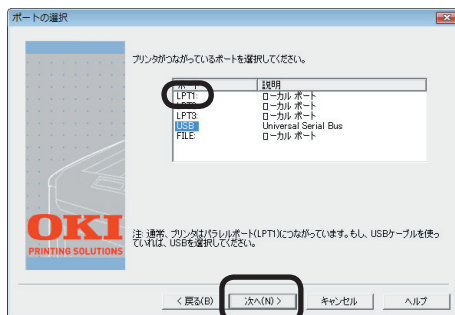 ポートの選択
プリンタがつながっているポートを選択してください。
ポート 説明
LPT1: ローカル ポート
LPT2: ローカル ポート
LPT3: ローカル ポート
USB Universal Serial Bus
FILE: ローカル ポート
OKI
PRINTING SOLUTIONS
注: 通常、プリンタはパラレルポート(LPT1)につながっています。もし、USBケーブルを使っ
ていれば、USBを選択してください。
< 戻る(B) 次へ(N) > キャンセル ヘルプ